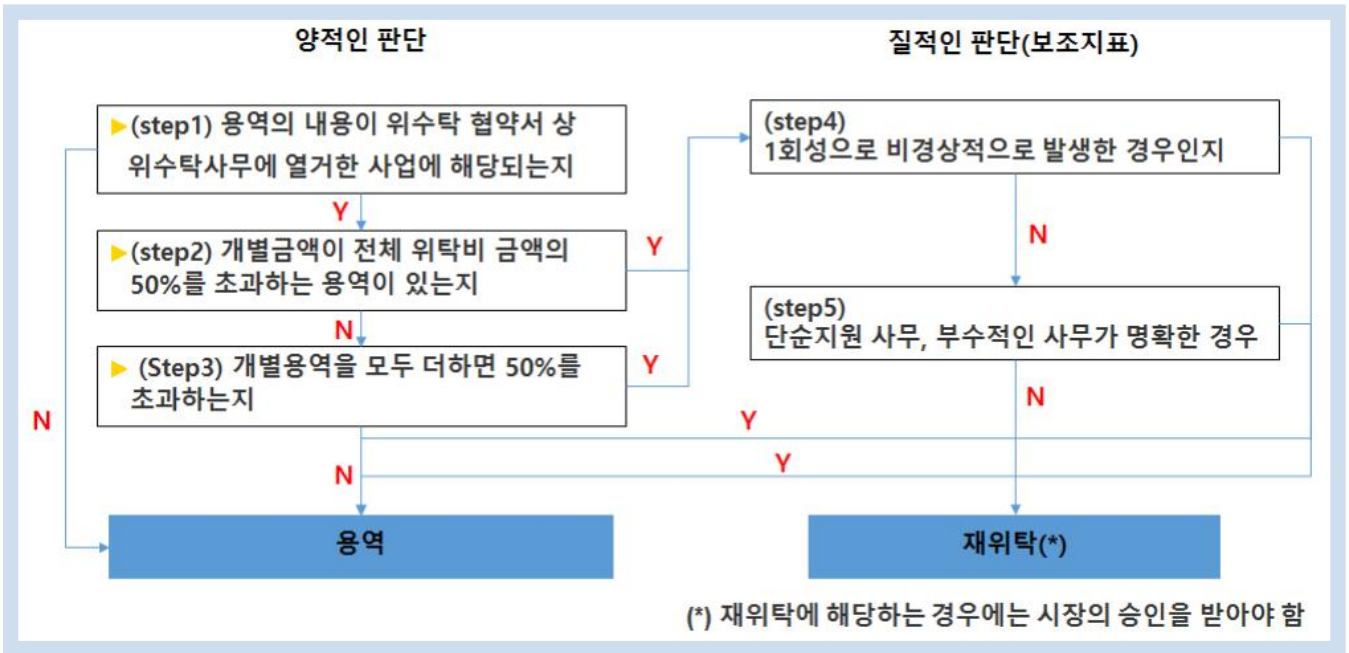 양적인 판단
▶(step1) 용역의 내용이 위수탁 협약서 상
위수탁사무에 열거한 사업에 해당되는지
Y
▶(step2) 개별금액이 전체 위탁비 금액의
50%를 초과하는 용역이 있는지
Y
N
▶ (Step3) 개별용역을 모두 더하면 50%를
초과하는지
Y
N
N
용역
질적인 판단(보조지표)
(step4)
1회성으로 비경상적으로 발생한 경우인지
N
(step5)
단순지원 사무, 부수적인 사무가 명확한 경우
N
Y
Y
재위탁(*)
(*) 재위탁에 해당하는 경우에는 시장의 승인을 받아야 함